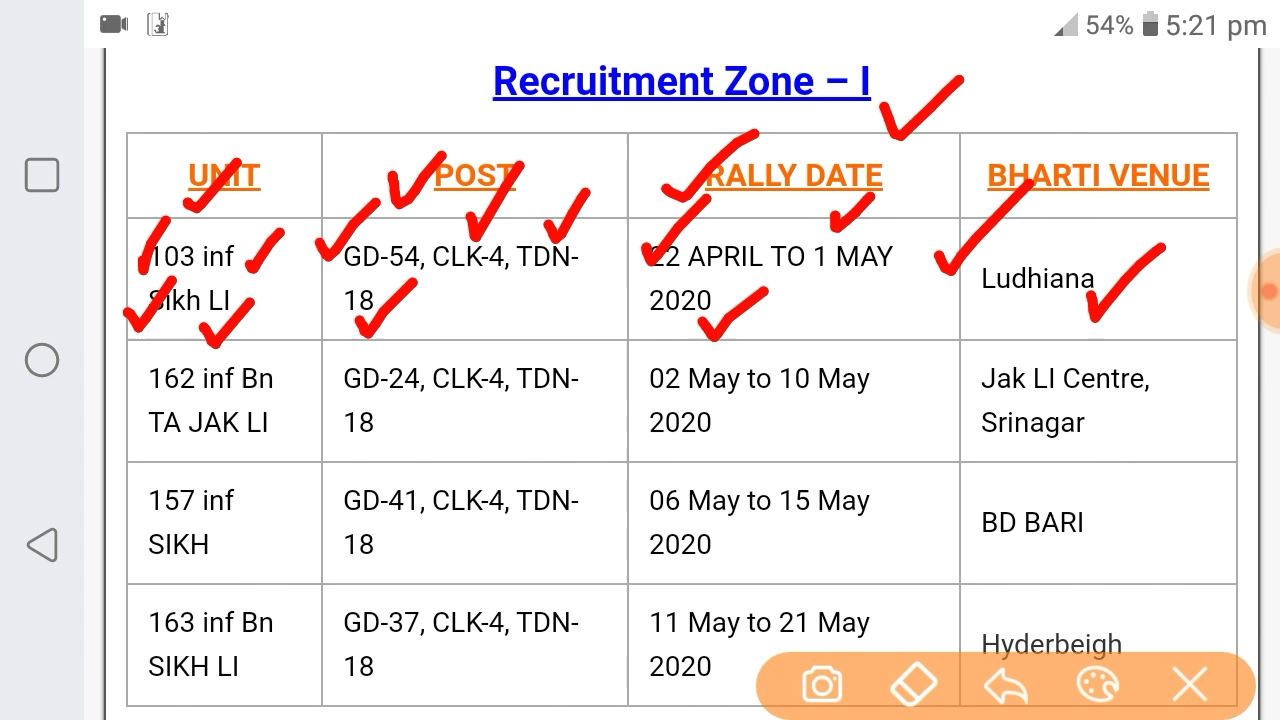 54% 5:21 pm
Recruitment Zone – I
UNIT POST RALLY DATE BHARTI VENUE
103 inf GD-54, CLK-4, TDN- 22 APRIL TO 1 MAY Ludhiana
Sikh LI 18 2020
162 inf Bn GD-24, CLK-4, TDN- 02 May to 10 May Jak LI Centre,
TA JAK LI 18 2020 Srinagar
157 inf GD-41, CLK-4, TDN- 06 May to 15 May BD BARI
SIKH 18 2020
163 inf Bn GD-37, CLK-4, TDN- 11 May to 21 May Hyderbeigh
SIKH LI 18 2020